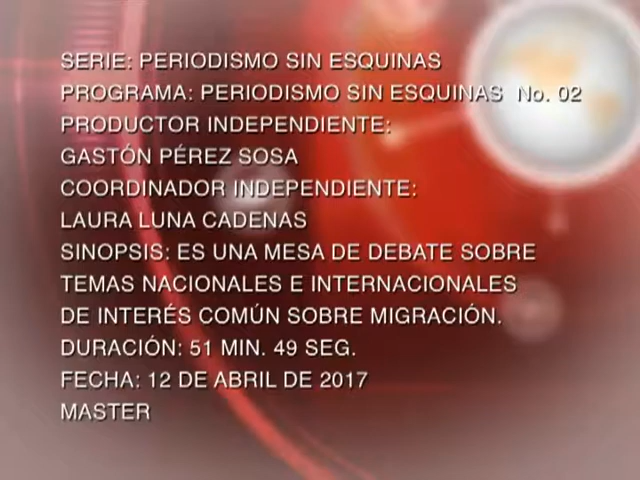 SERIE: PERIODISMO SIN ESQUINAS
PROGRAMA: PERIODISMO SIN ESQUINAS No. 02
PRODUCTOR INDEPENDIENTE:
GASTÓN PÉREZ SOSA
COORDINADOR INDEPENDIENTE:
LAURA LUNA CADENAS
SINOPSIS: ES UNA MESA DE DEBATE SOBRE
TEMAS NACIONALES E INTERNACIONALES
DE INTERÉS COMÚN SOBRE MIGRACIÓN.
DURACIÓN: 51 MIN. 49 SEG.
FECHA: 12 DE ABRIL DE 2017
MASTER